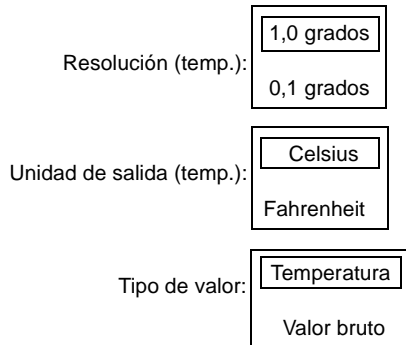 1,0 grados
Resolución (temp.):
0,1 grados
Celsius
Unidad de salida (temp.):
Fahrenheit
Temperatura
Tipo de valor:
Valor bruto